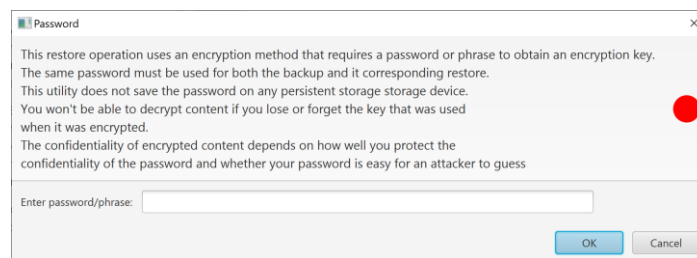 Password
This restore operation uses an encryption method that requires a password or phrase to obtain an encryption key.
The same password must be used for both the backup and it corresponding restore.
This utility does not save the password on any persistent storage storage device.
You won't be able to decrypt content if you lose or forget the key that was used
when it was encrypted.
The confidentiality of encrypted content depends on how well you protect the
confidentiality of the password and whether your password is easy for an attacker to guess
Enter password/phrase:
OK Cancel